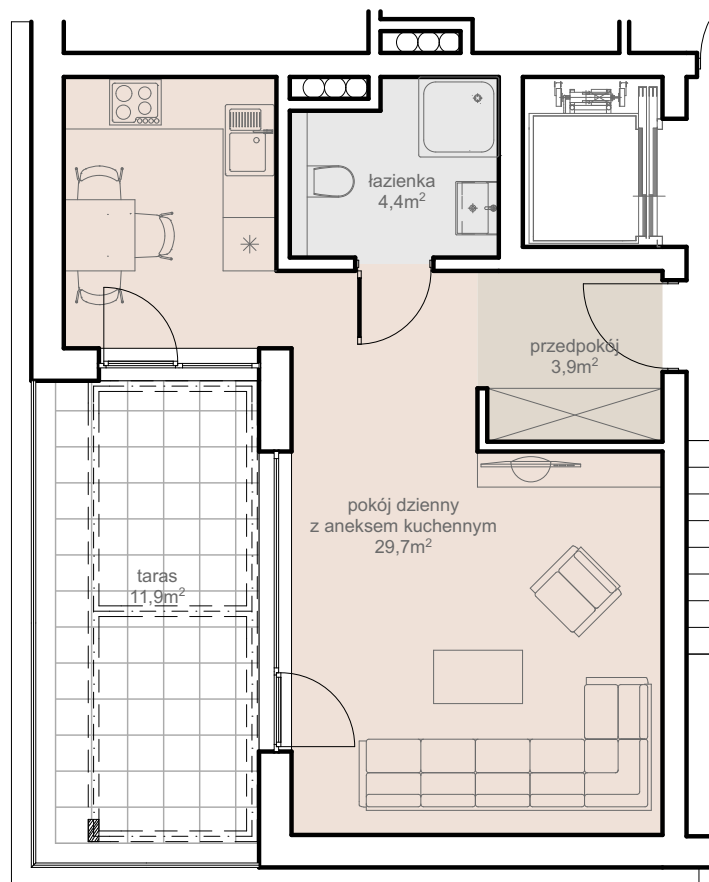 łazienka
4,4m²
przedpokój
3,9m²
pokój dzienny
z aneksem kuchennym
29,7m²
taras
11,9m²